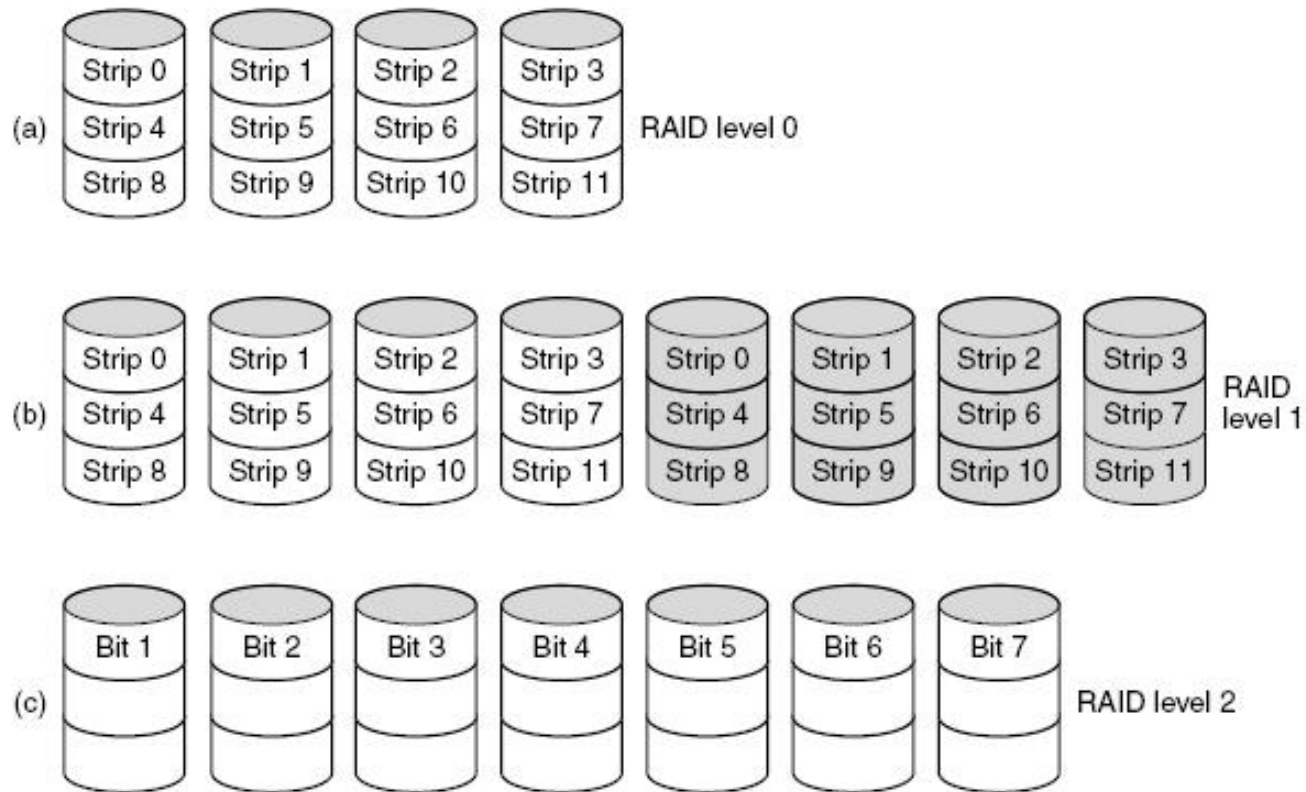 Strip 0 Strip 1 Strip 2 Strip 3
(a) Strip 4 Strip 5 Strip 6 Strip 7 RAID level 0
Strip 8 Strip 9 Strip 10 Strip 11
Strip 0 Strip 1 Strip 2 Strip 3 Strip 0 Strip 1 Strip 2 Strip 3
(b) Strip 4 Strip 5 Strip 6 Strip 7 Strip 4 Strip 5 Strip 6 Strip 7 RAID level 1
Strip 8 Strip 9 Strip 10 Strip 11 Strip 8 Strip 9 Strip 10 Strip 11
Bit 1 Bit 2 Bit 3 Bit 4 Bit 5 Bit 6 Bit 7
(c) RAID level 2